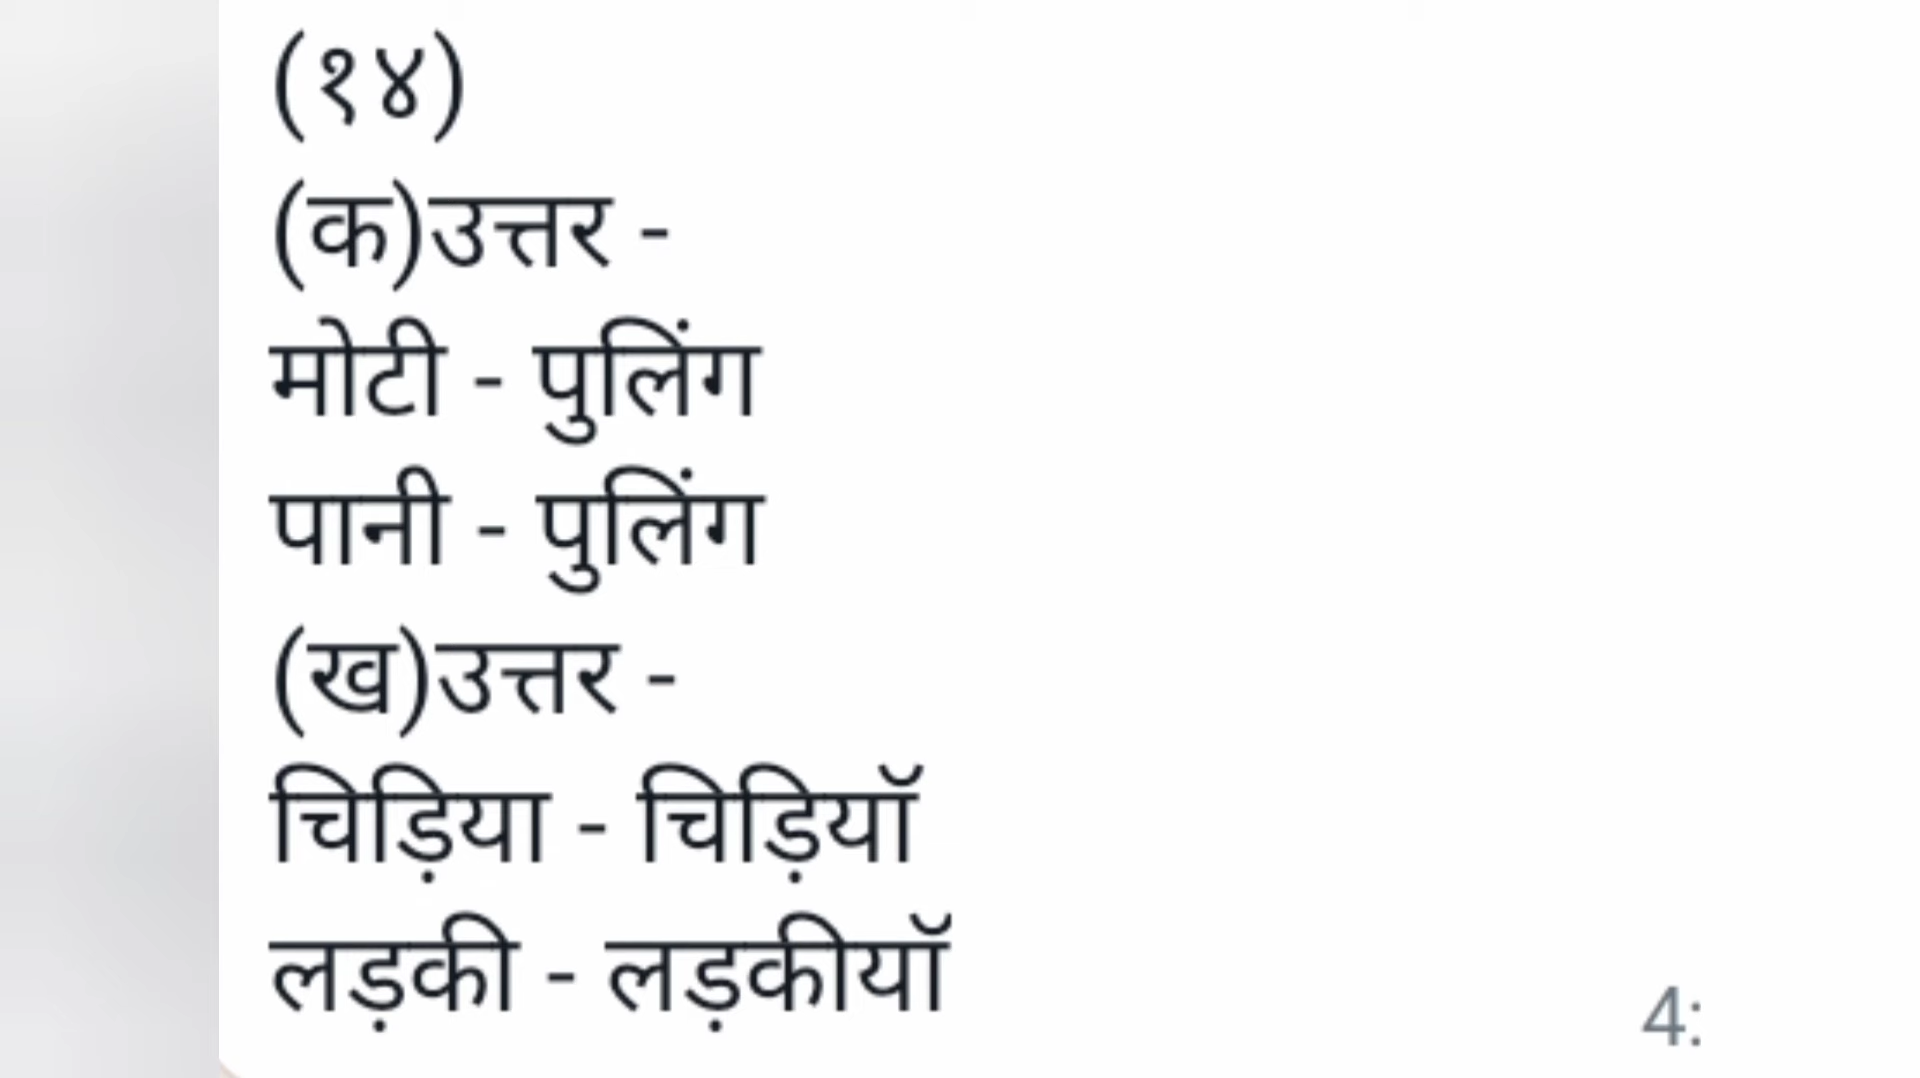 (१४)
(क)उत्तर -
मोटी - पुलिंग
पानी - पुलिंग
(ख)उत्तर -
चिड़िया - चिड़ियॉ
लड़की - लड़कीयॉ
4: